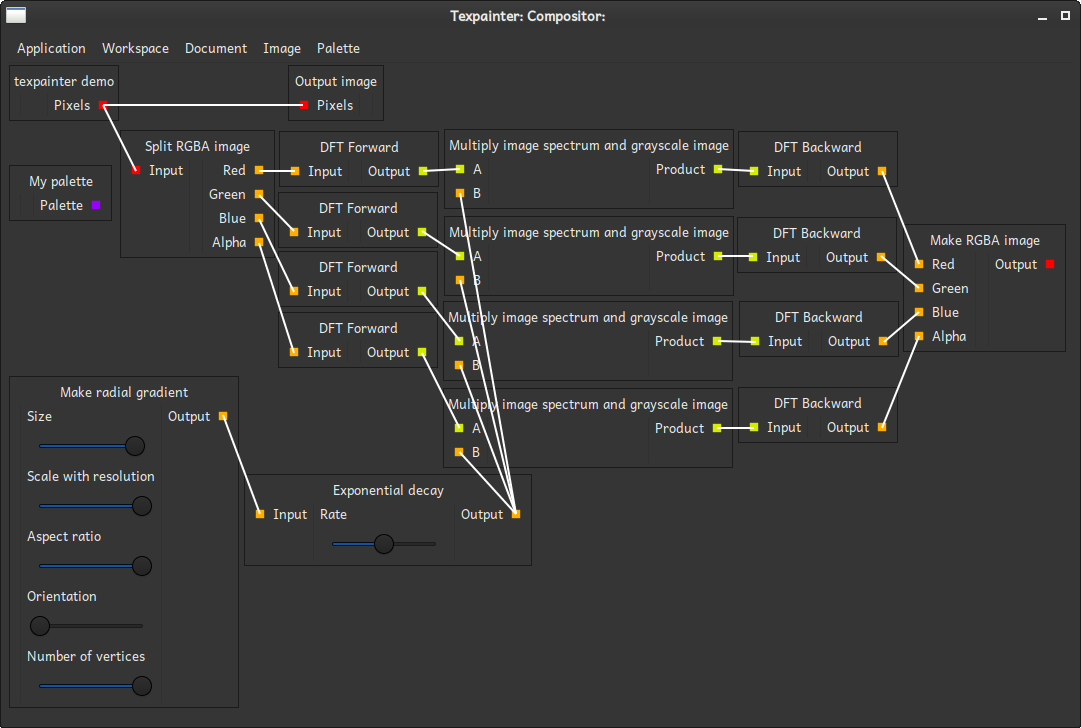 Texpainter: Compositor:
Application Workspace Document Image Palette
texpainter demo
Pixels
Output image
Pixels
Split RGBA image
Input Red
Green
Blue
Alpha
My palette
Palette
DFT Forward
Input Output
DFT Forward
Input Output
DFT Forward
Input Output
DFT Forward
Input Output
Multiply image spectrum and grayscale image
A Product
B
Multiply image spectrum and grayscale image
A Product
B
Multiply image spectrum and grayscale image
A Product
B
Multiply image spectrum and grayscale image
A Product
B
DFT Backward
Input Output
DFT Backward
Input Output
DFT Backward
Input Output
DFT Backward
Input Output
Make RGBA image
Red Output
Green
Blue
Alpha
Make radial gradient
Size Output
Scale with resolution
Aspect ratio
Orientation
Number of vertices
Exponential decay
Input Rate Output